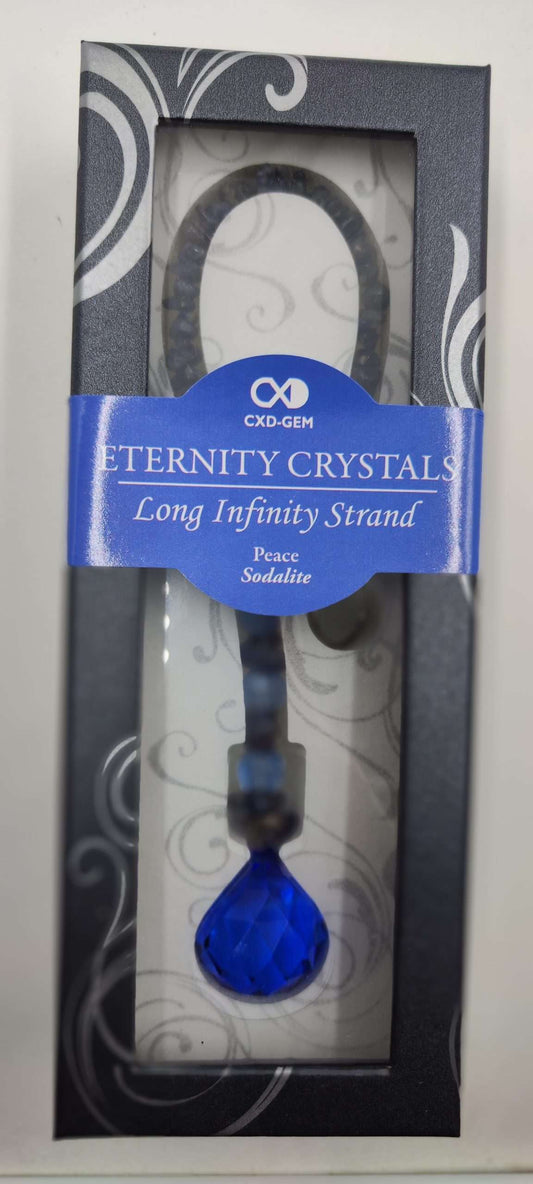 CXD-GEM
ETERNITY CRYSTALS
Long Infinity Strand
Peace
Sodalite